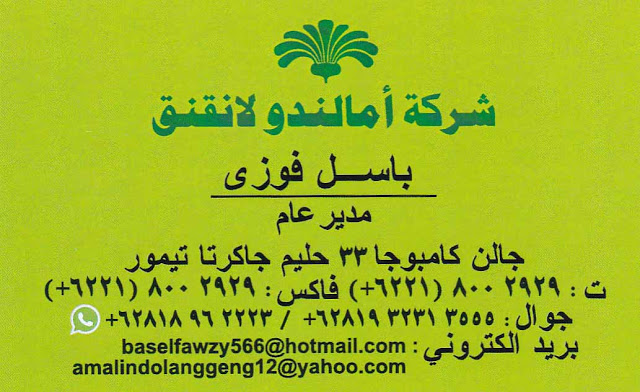 شركة أمالندو لانقنق
باسل فوزى
مدير عام
جالن كامبوجا ٣٣ حليم جاكرتا تيمور
ت : ٢٩٢٩ ٨٠٠ (٦٢٢١+) فاكس : ٢٩٢٩ ٨٠٠ (٦٢٢١+)
جوال : ٣٥٥٥ ٣٢٣١ ٦٢٨١٩+ / ٢٢٢٣ ٩٦ ٦٢٨١٨+
بريد الكتروني : baselfawzy566@hotmail.com
amalindolanggeng12@yahoo.com